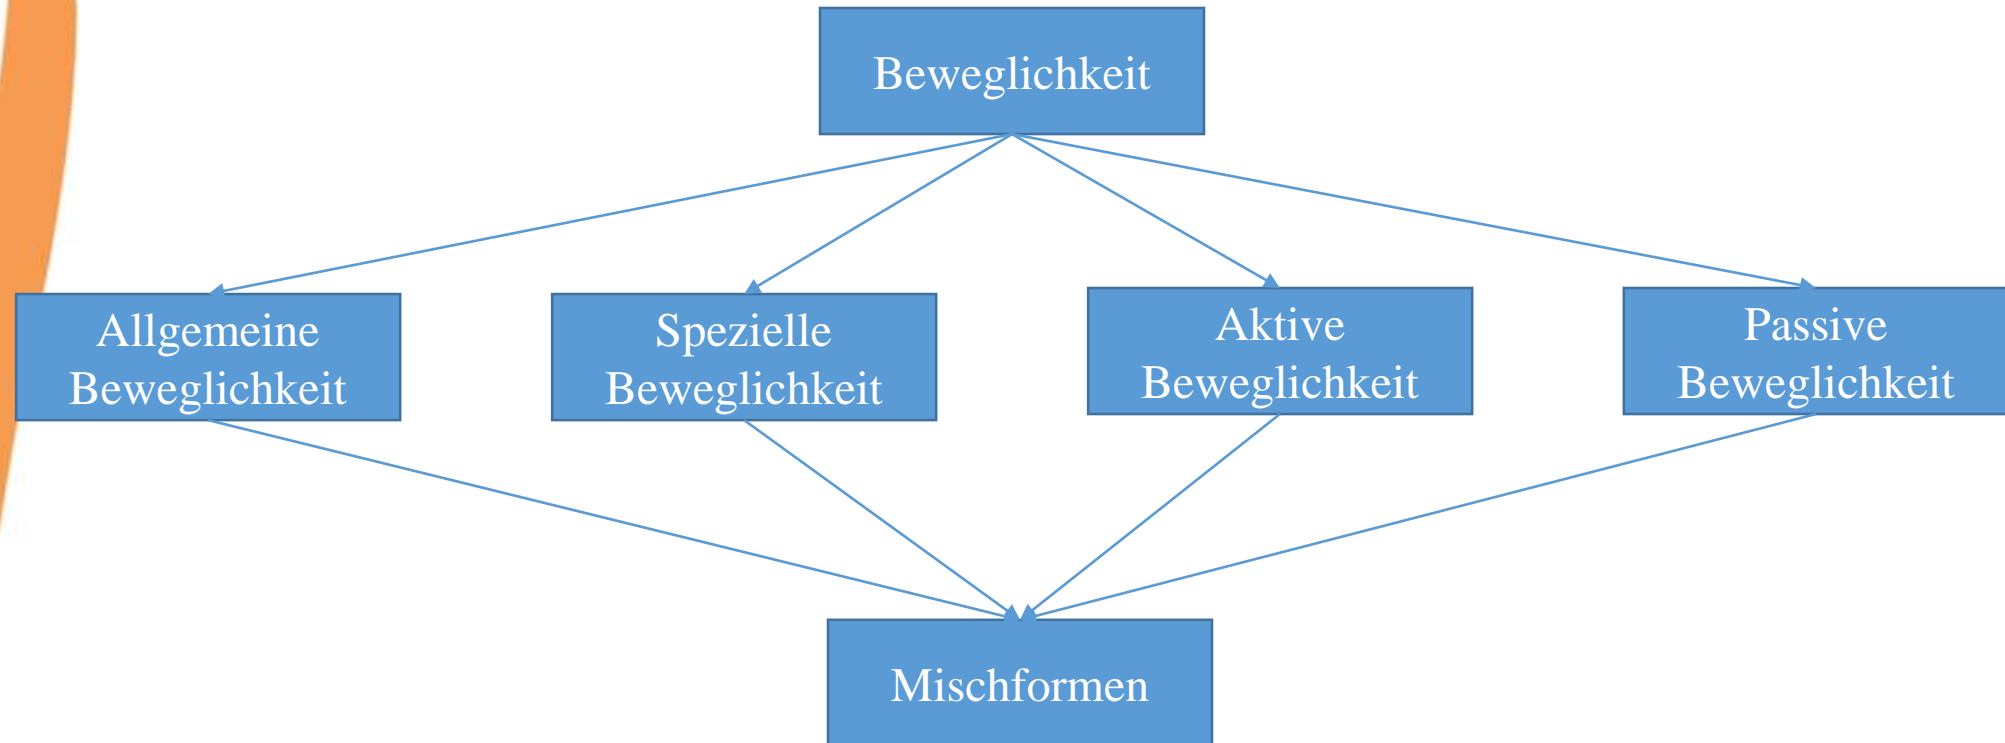 Beweglichkeit
Allgemeine
Beweglichkeit
Spezielle
Beweglichkeit
Aktive
Beweglichkeit
Passive
Beweglichkeit
Mischformen